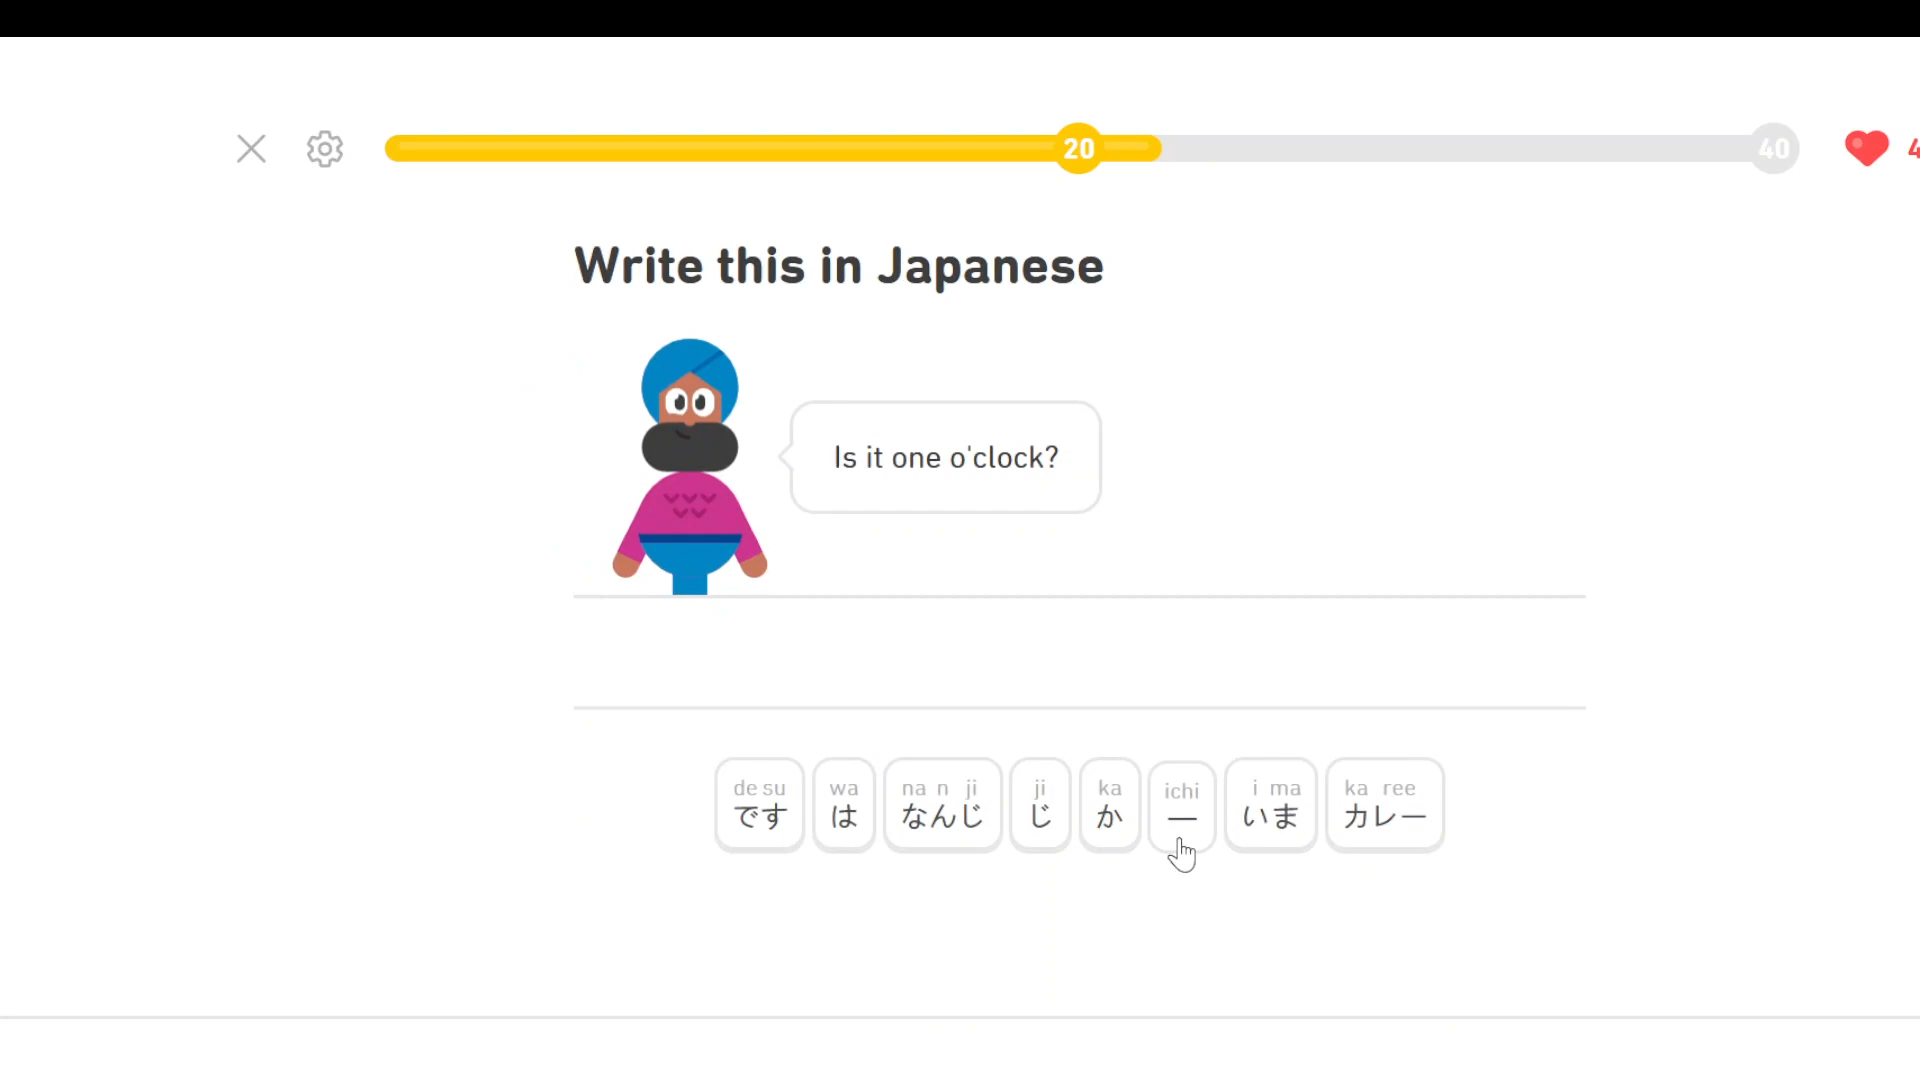 20
40
4
Write this in Japanese
Is it one o'clock?
de su wa na n ji ji ka ichi i ma ka ree
です は なんじ じ か 一 いま カレー